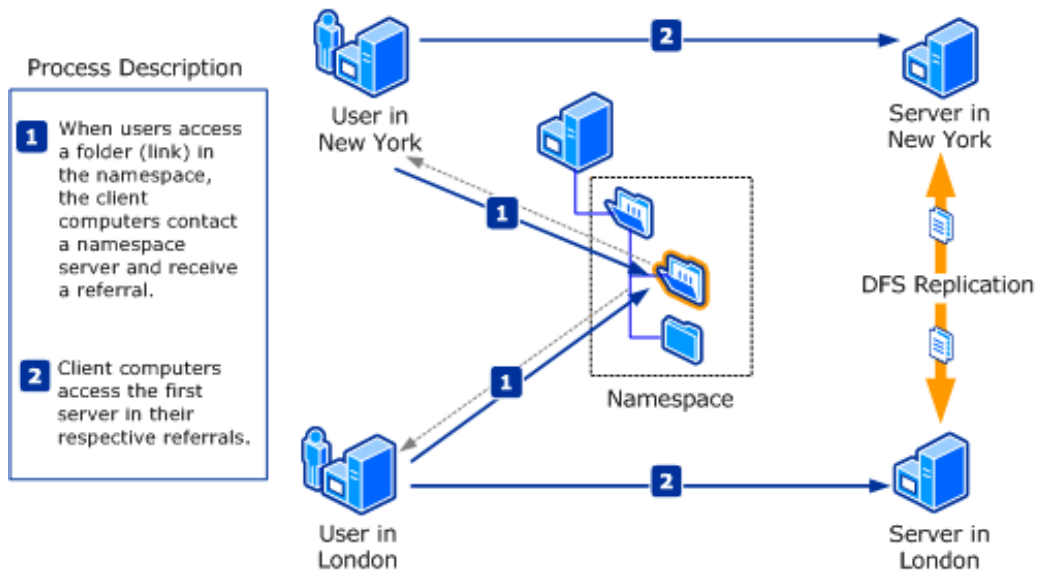 Process Description
1
When users access
a folder (link) in
the namespace,
the client
computers contact
a namespace
server and receive
a referral.
2
Client computers
access the first
server in their
respective referrals.
2
User in
New York
Server in
New York
1
DFS Replication
1
Namespace
2
User in
London
Server in
London